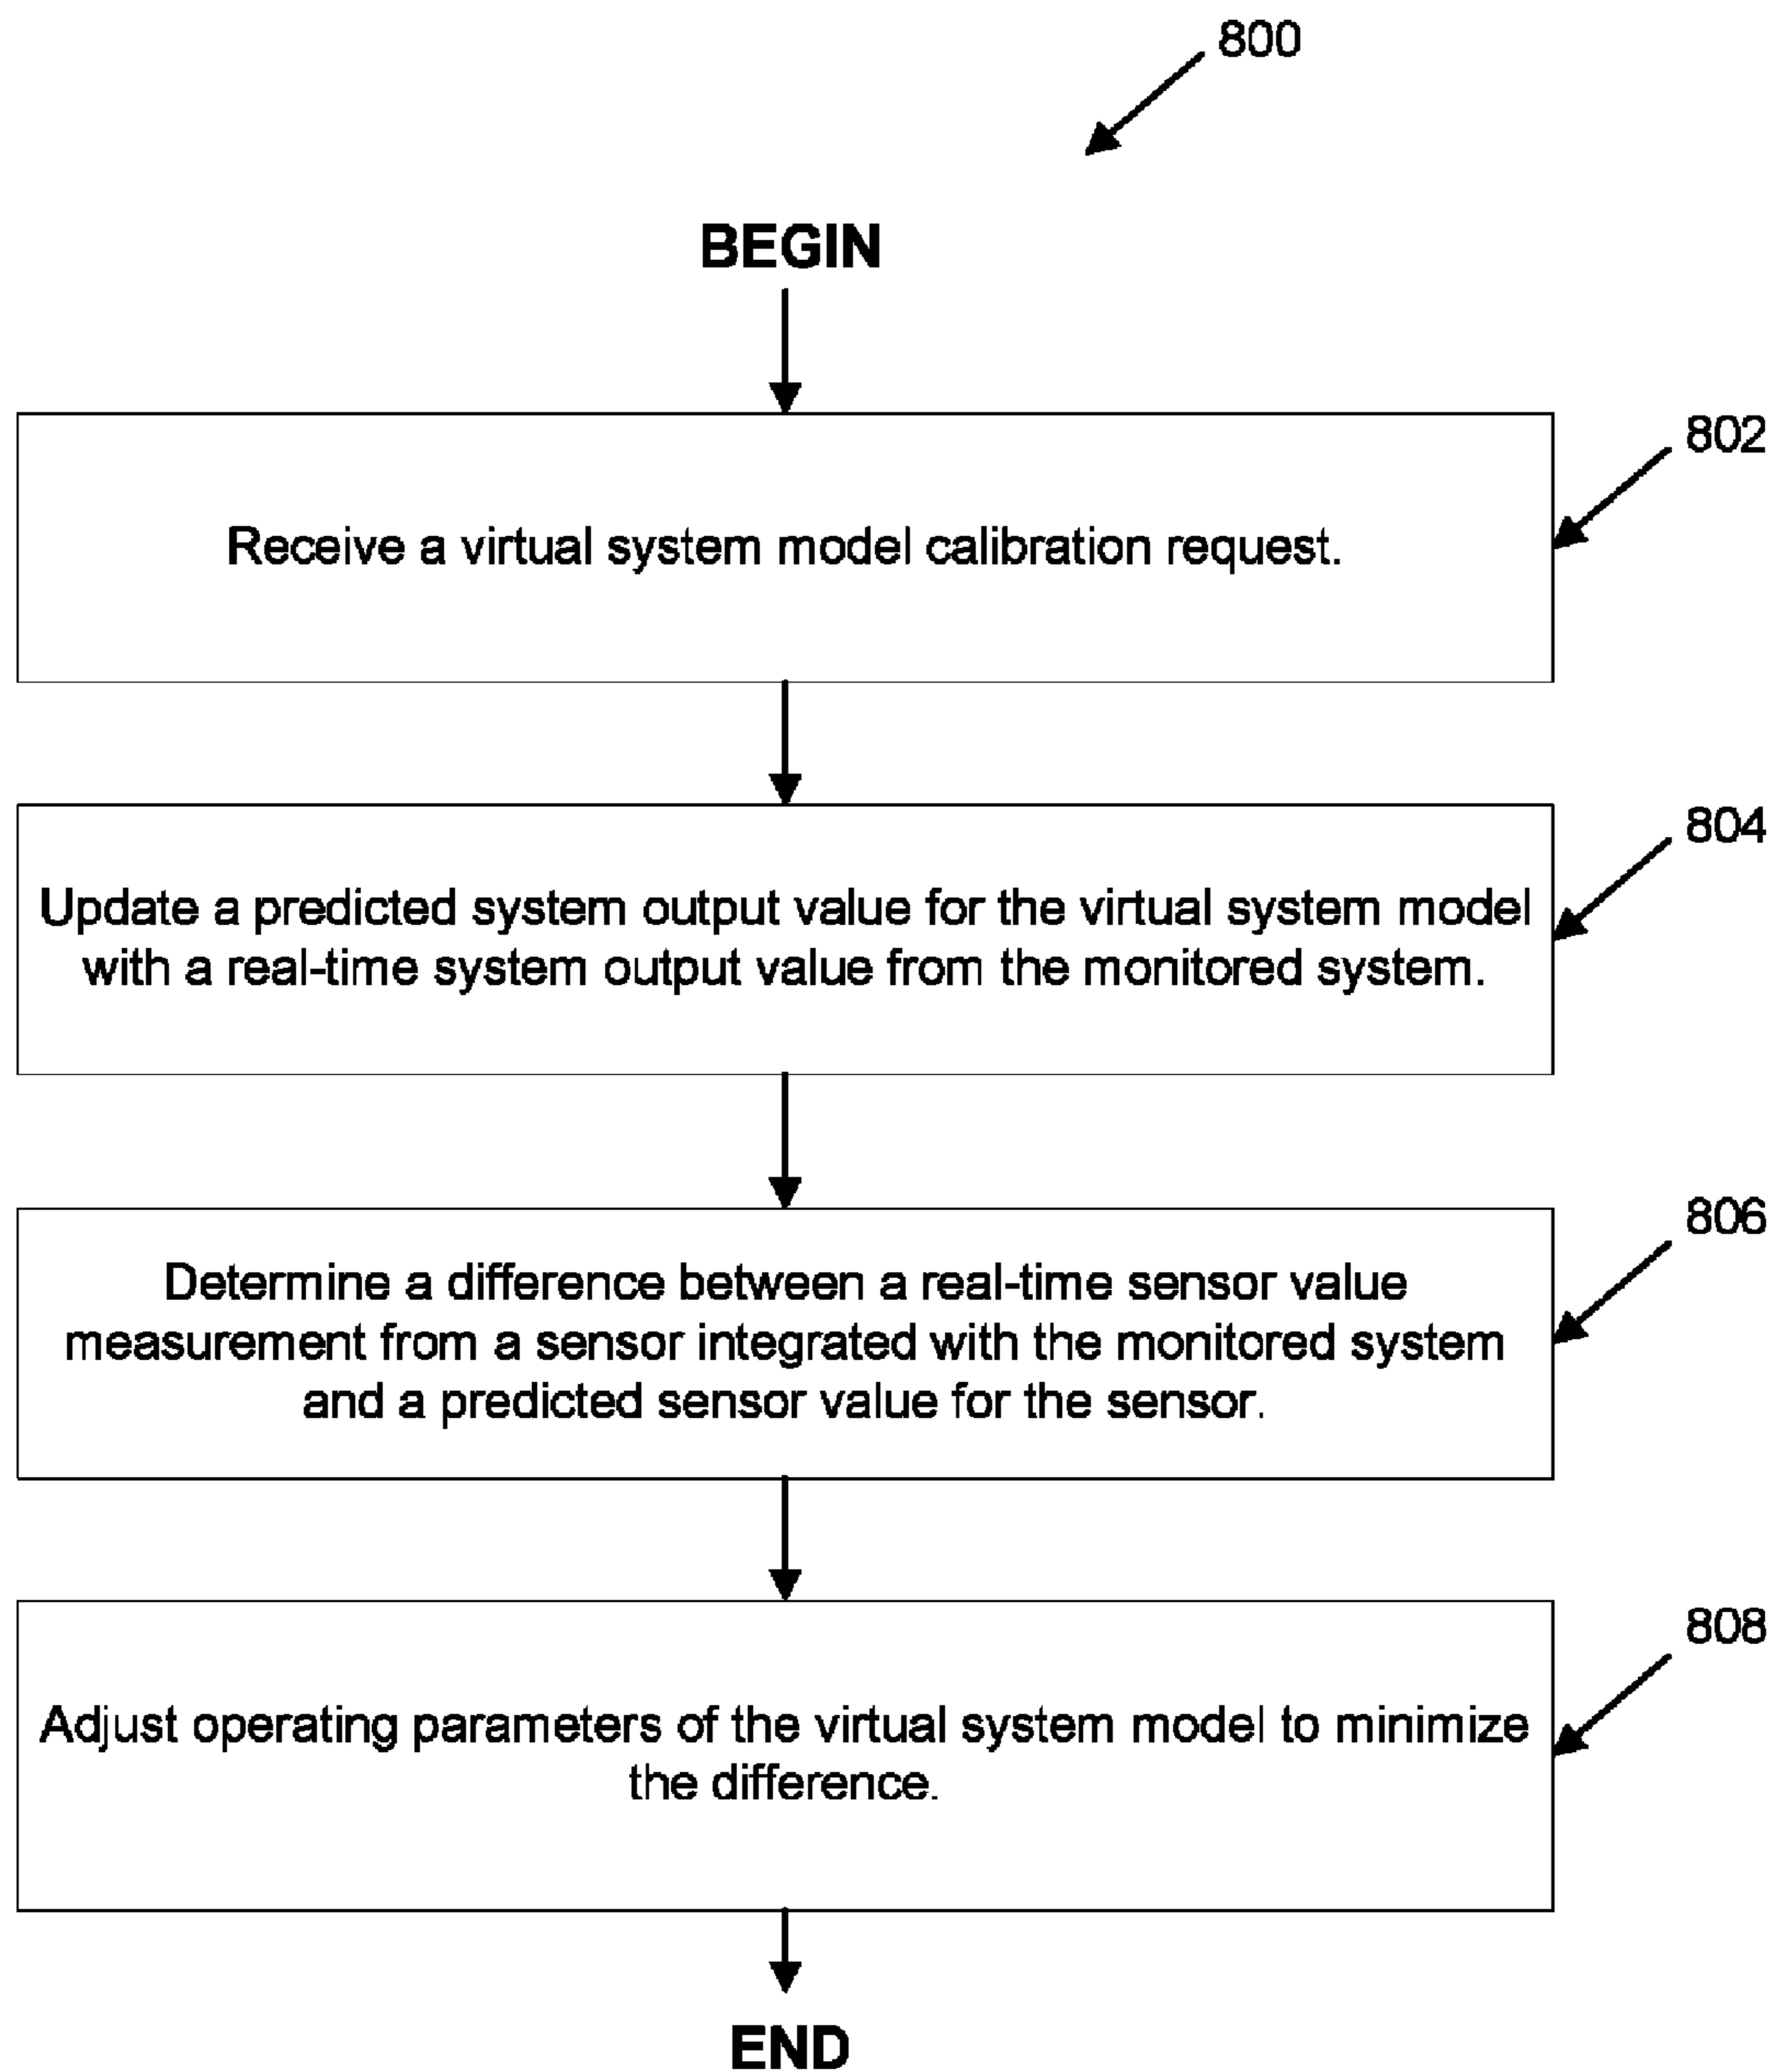 800
BEGIN
802
Receive a virtual system model calibration request.
804
Update a predicted system output value for the virtual system model
with a real-time system output value from the monitored system.
806
Determine a difference between a real-time sensor value
measurement from a sensor integrated with the monitored system
and a predicted sensor value for the sensor.
808
Adjust operating parameters of the virtual system model to minimize
the difference.
END